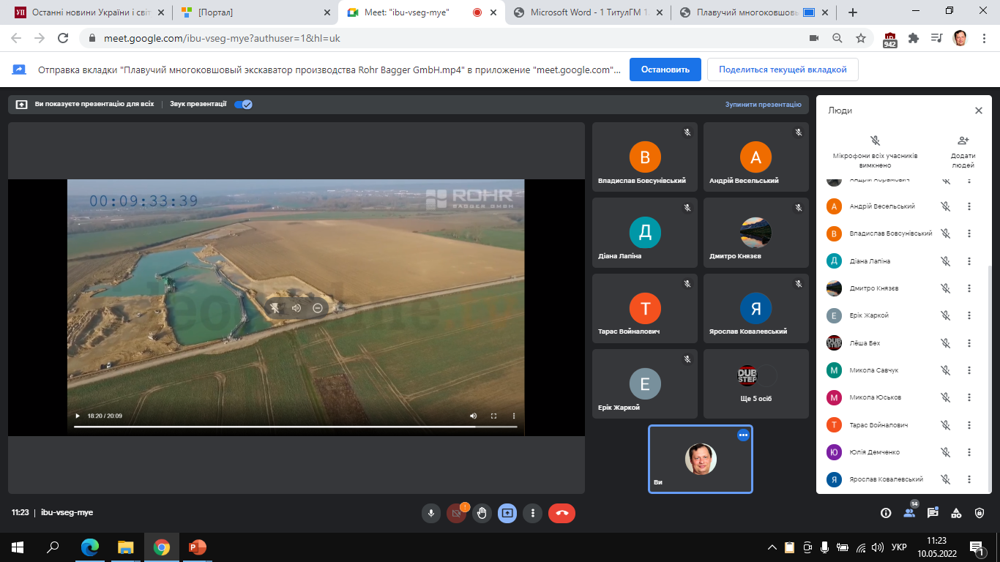 Останні новини України і світ
[Портал]
Meet: "ibu-vseg-mye"
Microsoft Word - 1 ТитулГМ 1.
Плавучий многоковшовы
meet.google.com/ibu-vseg-mye?authuser=1&hl=uk
942
Отправка вкладки "Плавучий многоковшовый экскаватор производства Rohr Bagger GmbH.mp4" в приложение "meet.google.com"...
Остановить
Поделиться текущей вкладкой
Ви показуєте презентацію для всіх
Звук презентації
Зупинити презентацію
00:09:33:39
ROHR
BAGGER GMBH
18:20 / 20:09
В
Владислав Бовсунівський
А
Андрій Весельський
Д
Діана Лапіна
Дмитро Князєв
Т
Тарас Войналович
Я
Ярослав Ковалевський
Е
Ерік Жаркой
DUB
STEP
Ще 5 осіб
Ви
Люди
Мікрофони всіх учасників
вимкнено
Додати
людей
Андрій Абрамович
А
Андрій Весельський
В
Владислав Бовсунівський
Д
Діана Лапіна
Дмитро Князєв
Е
Ерік Жаркой
DUB
STEP
Лёша Бех
М
Микола Савчук
М
Микола Юськов
Т
Тарас Войналович
Ю
Юлія Демченко
Я
Ярослав Ковалевський
11:23 | ibu-vseg-mye
14
УКР
11:23
10.05.2022
1